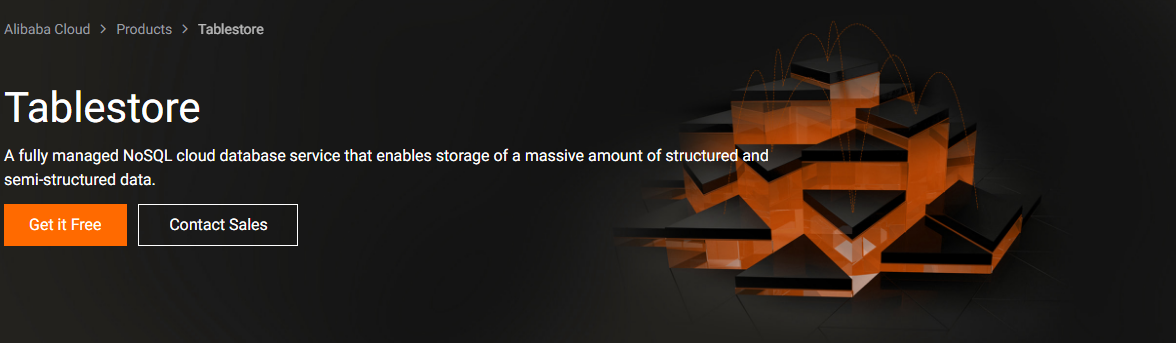 Alibaba Cloud > Products > Tablestore
Tablestore
A fully managed NoSQL cloud database service that enables storage of a massive amount of structured and
semi-structured data.
Get it Free Contact Sales